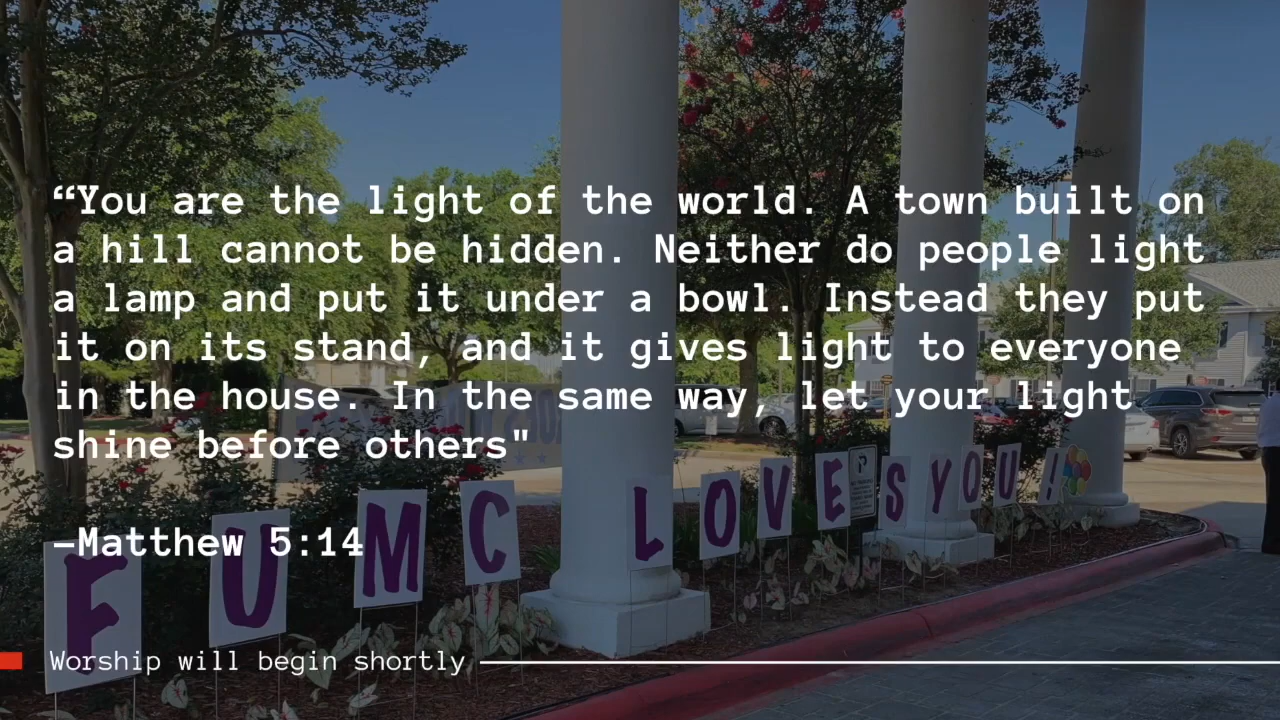 “You are the light of the world. A town built on
a hill cannot be hidden. Neither do people light
a lamp and put it under a bowl. Instead they put
it on its stand, and it gives light to everyone
in the house. In the same way, let your light
shine before others"
–Matthew 5:14
FUMC LOVES YOU!
Worship will begin shortly